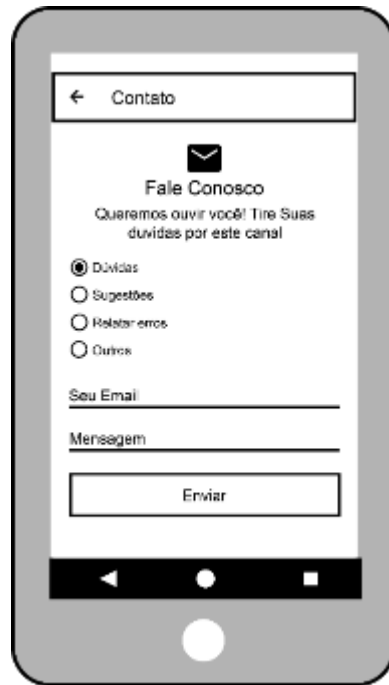 Contato
Fale Conosco
Queremos ouvir você! Tire Suas
duvidas por este canal
Dúvidas
Sugestões
Relatar erros
Outros
Seu Email
Mensagem
Enviar